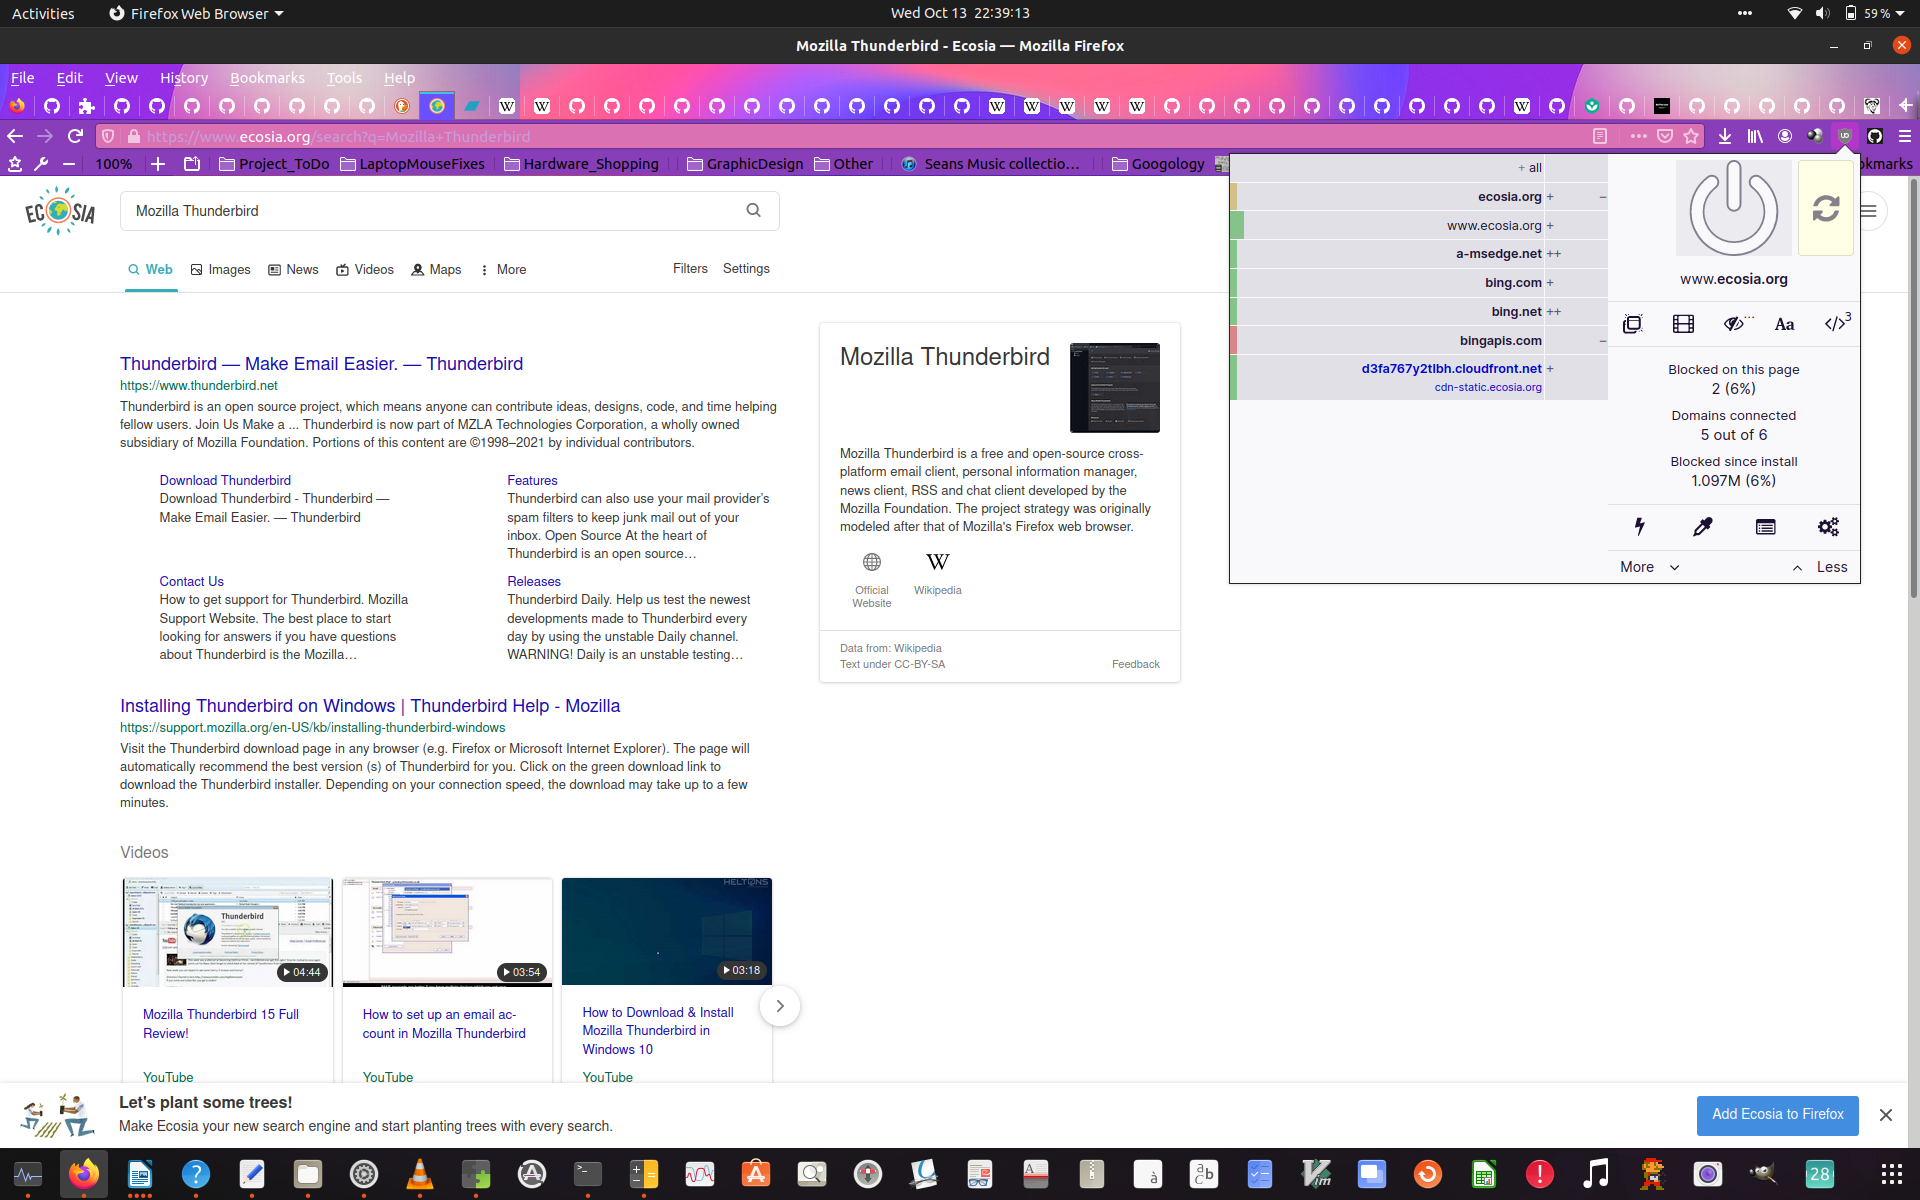 Activities
Firefox Web Browser
Wed Oct 13 22:39:13
59 %
Mozilla Thunderbird - Ecosia — Mozilla Firefox
File Edit View History Bookmarks Tools Help
https://www.ecosia.org/search?q=Mozilla+Thunderbird
100% Project_ToDo LaptopMouseFixes Hardware_Shopping GraphicDesign Other Seans Music collectio… Googology okmarks
ECOSIA
Mozilla Thunderbird
Web Images News Videos Maps More Filters Settings
Thunderbird — Make Email Easier. — Thunderbird
https://www.thunderbird.net
Thunderbird is an open source project, which means anyone can contribute ideas, designs, code, and time helping
fellow users. Join Us Make a ... Thunderbird is now part of MZLA Technologies Corporation, a wholly owned
subsidiary of Mozilla Foundation. Portions of this content are ©1998–2021 by individual contributors.
Download Thunderbird
Download Thunderbird - Thunderbird —
Make Email Easier. — Thunderbird
Features
Thunderbird can also use your mail provider's
spam filters to keep junk mail out of your
inbox. Open Source At the heart of
Thunderbird is an open source…
Contact Us
How to get support for Thunderbird. Mozilla
Support Website. The best place to start
looking for answers if you have questions
about Thunderbird is the Mozilla…
Releases
Thunderbird Daily. Help us test the newest
developments made to Thunderbird every
day by using the unstable Daily channel.
WARNING! Daily is an unstable testing…
Installing Thunderbird on Windows | Thunderbird Help - Mozilla
https://support.mozilla.org/en-US/kb/installing-thunderbird-windows
Visit the Thunderbird download page in any browser (e.g. Firefox or Microsoft Internet Explorer). The page will
automatically recommend the best version (s) of Thunderbird for you. Click on the green download link to
download the Thunderbird installer. Depending on your connection speed, the download may take up to a few
minutes.
Videos
Thunderbird
04:44
03:54
HELTONS
03:18
Mozilla Thunderbird 15 Full
Review!
YouTube
How to set up an email ac-
count in Mozilla Thunderbird
YouTube
How to Download & Install
Mozilla Thunderbird in
Windows 10
YouTube
Mozilla Thunderbird
Mozilla Thunderbird is a free and open-source cross-
platform email client, personal information manager,
news client, RSS and chat client developed by the
Mozilla Foundation. The project strategy was originally
modeled after that of Mozilla's Firefox web browser.
Official
Website
Wikipedia
Data from: Wikipedia
Text under CC-BY-SA
Feedback
+ all
ecosia.org + –
www.ecosia.org +
a-msedge.net ++
bing.com +
bing.net ++
bingapis.com –
d3fa767y2tlbh.cloudfront.net +
cdn-static.ecosia.org
www.ecosia.org
Aa
3
Blocked on this page
2 (6%)
Domains connected
5 out of 6
Blocked since install
1.097M (6%)
More
Less
Let's plant some trees!
Make Ecosia your new search engine and start planting trees with every search.
Add Ecosia to Firefox
28